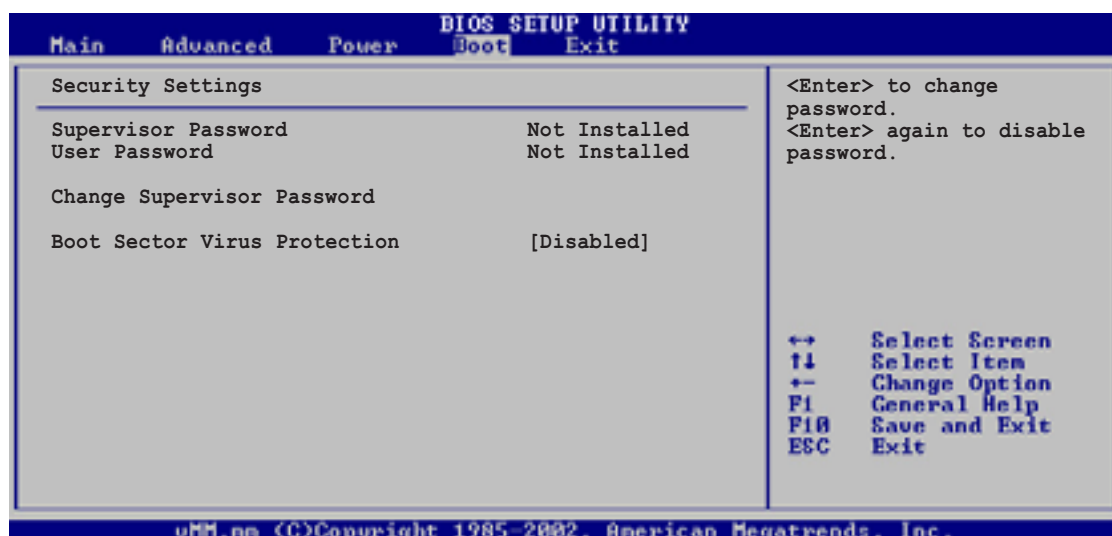 BIOS SETUP UTILITY
Main Advanced Power Boot Exit
Security Settings
Supervisor Password Not Installed
User Password Not Installed
Change Supervisor Password
Boot Sector Virus Protection [Disabled]
<Enter> to change
password.
<Enter> again to disable
password.
←→ Select Screen
↑↓ Select Item
+- Change Option
F1 General Help
F10 Save and Exit
ESC Exit
(C)Copyright 1985-2002, American Megatrends, Inc.